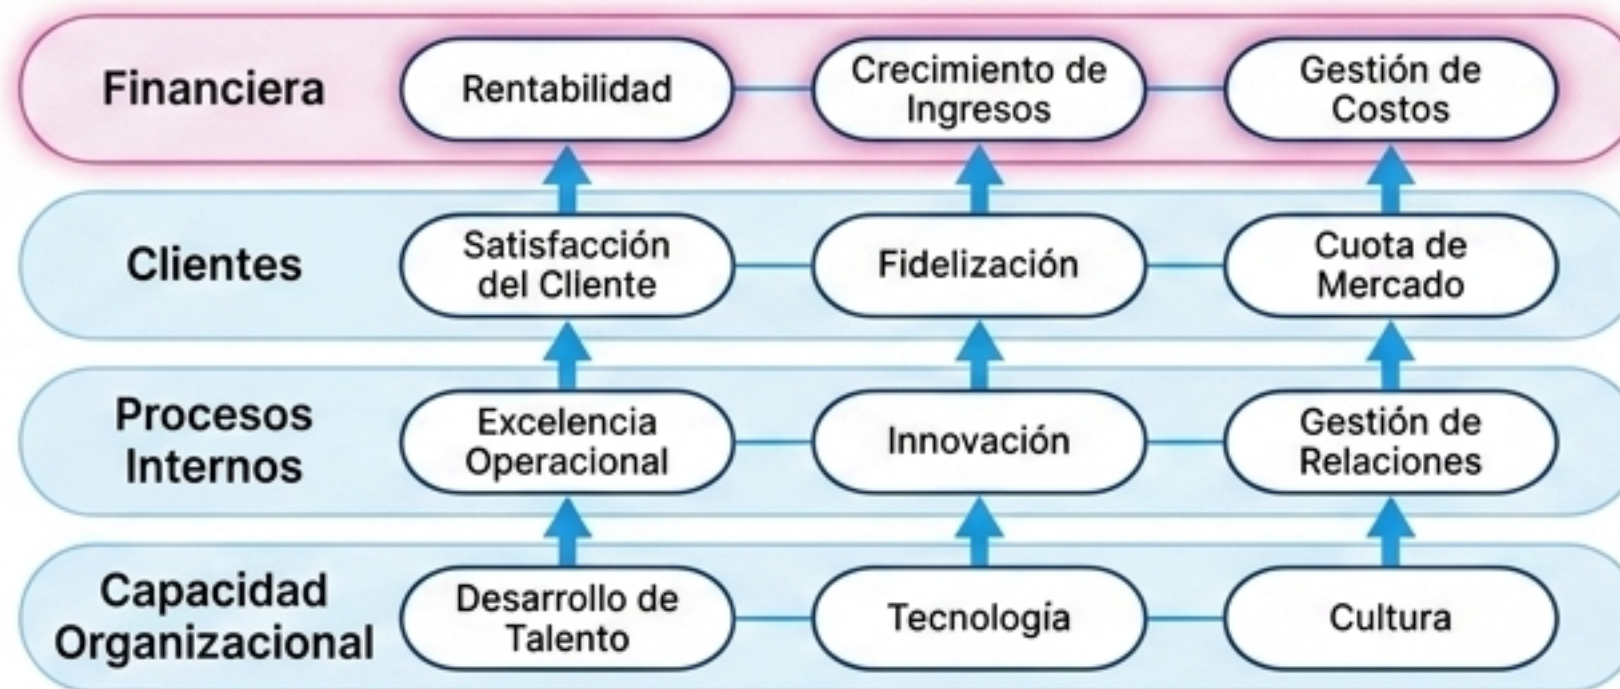 Financiera
Rentabilidad
Crecimiento de
Ingresos
Gestión de
Costos
Clientes
Satisfacción
del Cliente
Fidelización
Cuota de
Mercado
Procesos
Internos
Excelencia
Operacional
Innovación
Gestión de
Relaciones
Capacidad
Organizacional
Desarrollo de
Talento
Tecnología
Cultura